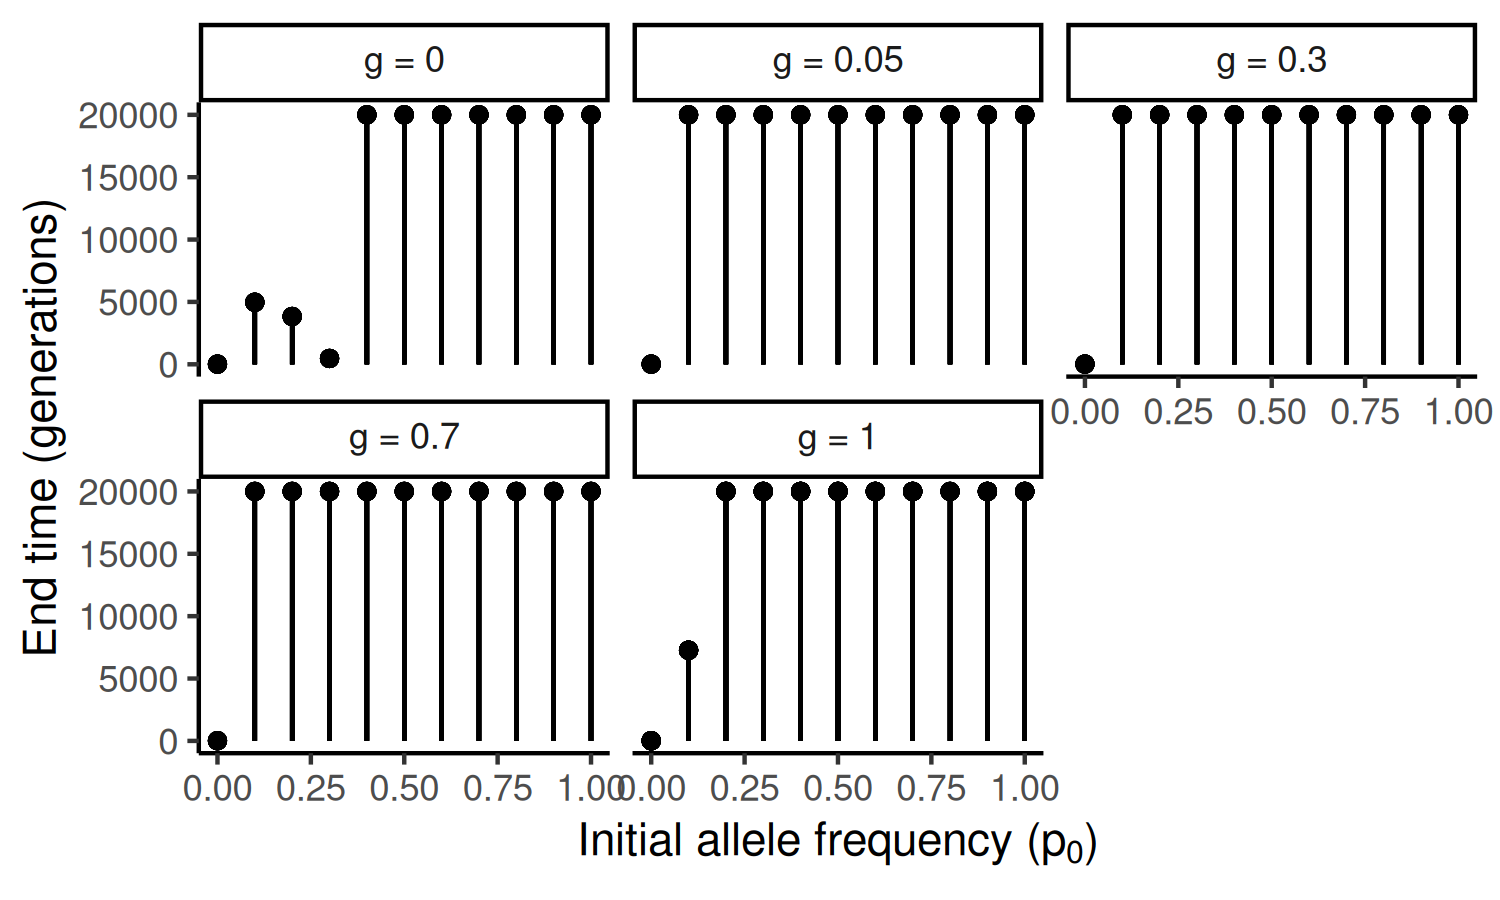 g = 0
g = 0.05
g = 0.3
20000
15000
10000
5000
0
0.00 0.25 0.50 0.75 1.00
g = 0.7
g = 1
20000
15000
10000
5000
0
0.00 0.25 0.50 0.75 1.00
0.00 0.25 0.50 0.75 1.00
End time (generations)
Initial allele frequency (p₀)